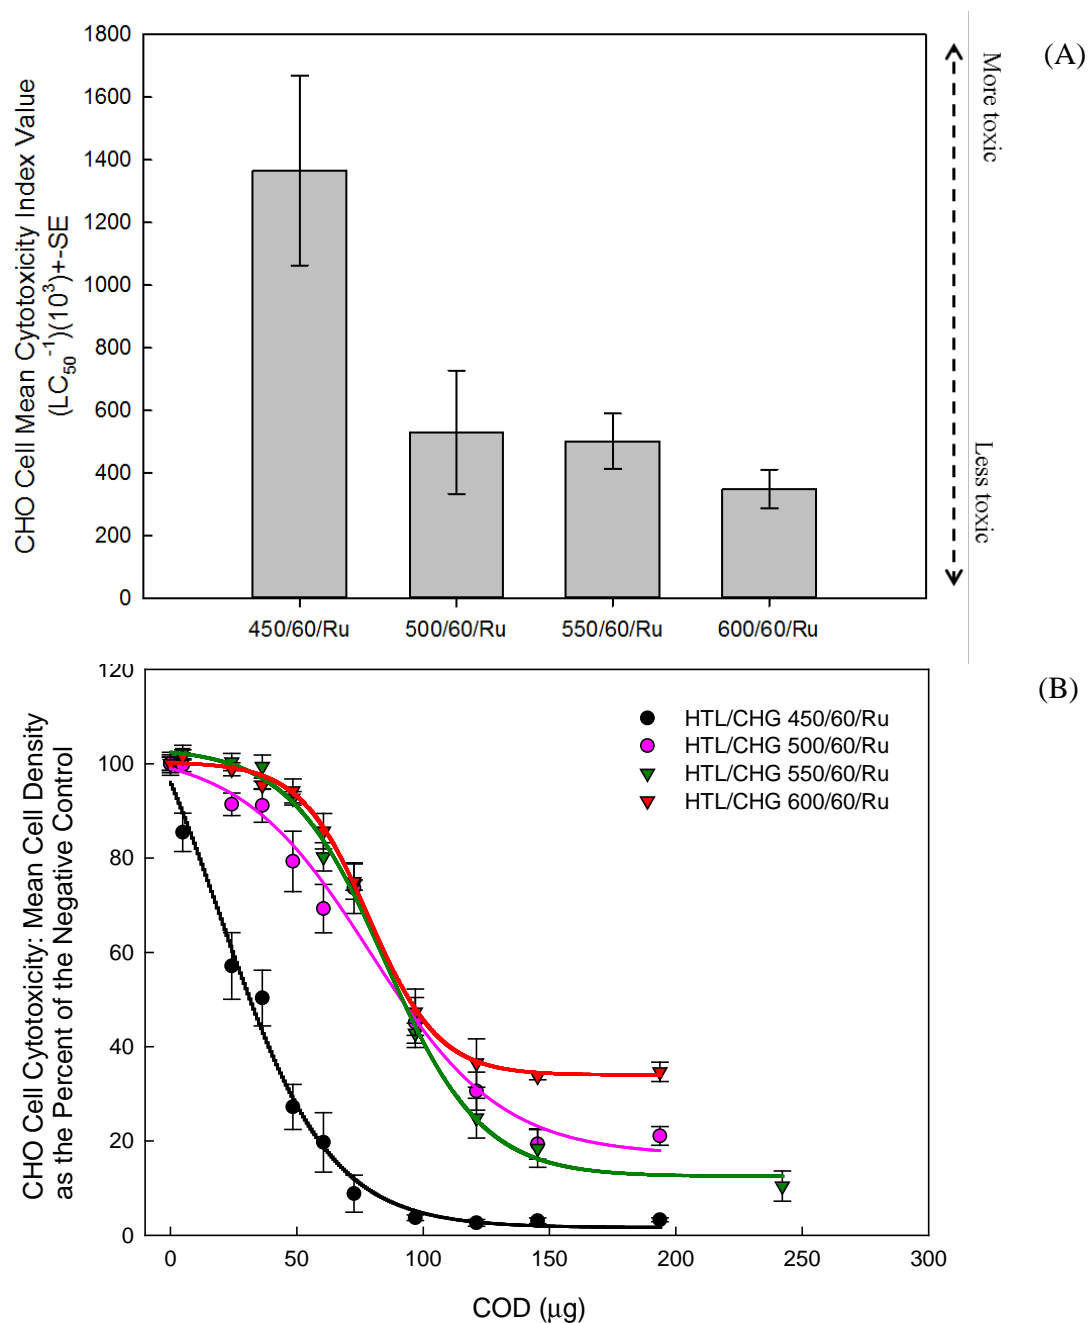 (A)
1800
1600
1400
1200
1000
800
600
400
200
0
CHO Cell Mean Cytotoxicity Index Value
(LC₅₀⁻¹)(10³)+-SE
More toxic
Less toxic
450/60/Ru 500/60/Ru 550/60/Ru 600/60/Ru
(B)
120
100
80
60
40
20
0
CHO Cell Cytotoxicity: Mean Cell Density
as the Percent of the Negative Control
HTL/CHG 450/60/Ru
HTL/CHG 500/60/Ru
HTL/CHG 550/60/Ru
HTL/CHG 600/60/Ru
0 50 100 150 200 250 300
COD (µg)